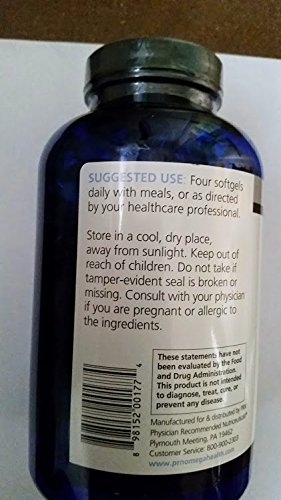 SUGGESTED USE: Four softgels
daily with meals, or as directed
by your healthcare professional.
Store in a cool, dry place,
away from sunlight. Keep out of
reach of children. Do not take if
tamper-evident seal is broken or
missing. Consult with your physician
if you are pregnant or allergic to
the ingredients.
These statements have not
been evaluated by the Food
and Drug Administration.
This product is not intended
to diagnose, treat, cure, or
prevent any disease
8 98152 00177 4
Manufactured for & distributed by PRN
Physician Recommended Nutriceuticals
Plymouth Meeting, PA 19462
Customer Service: 800-900-2303
www.prnomegahealth.com